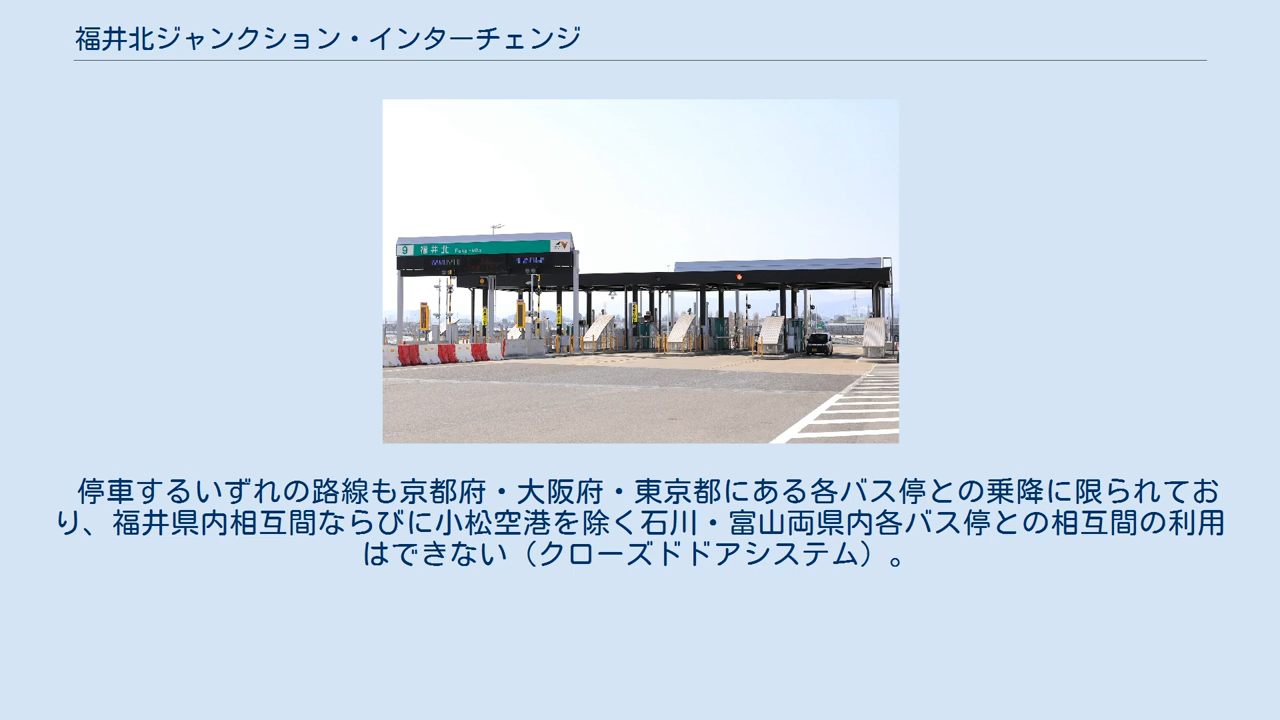 福井北ジャンクション・インターチェンジ
9 福井北
停車するいずれの路線も京都府・大阪府・東京都にある各バス停との乗降に限られてお
り、福井県内相互間ならびに小松空港を除く石川・富山両県内各バス停との相互間の利用
はできない（クローズドドアシステム）。